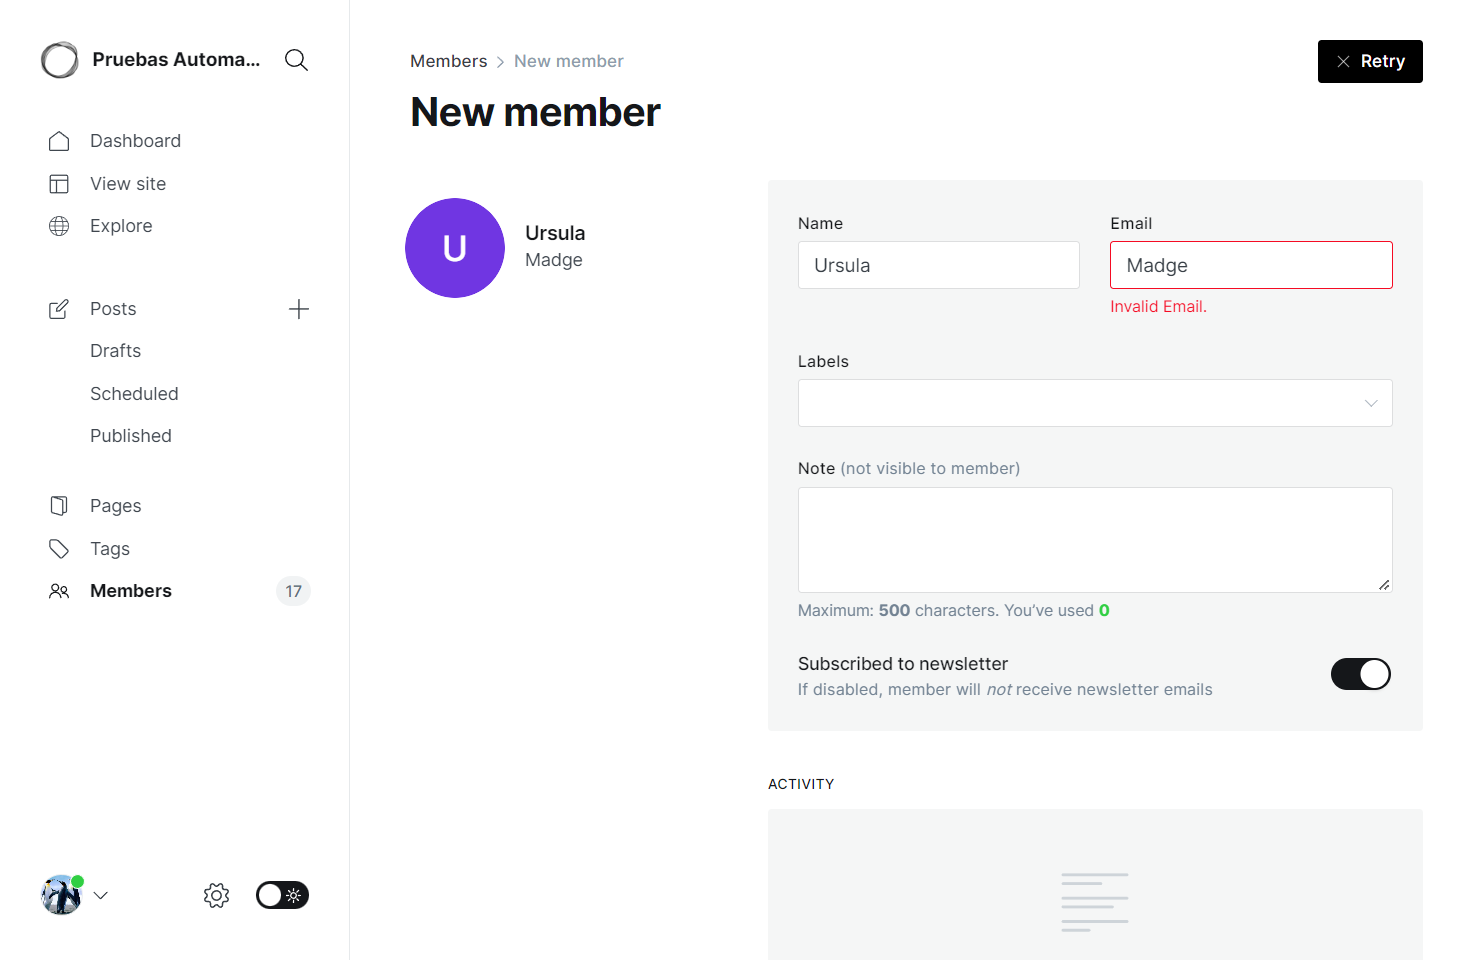 Pruebas Automa...
Dashboard
View site
Explore
Posts
Drafts
Scheduled
Published
Pages
Tags
Members 17
Members > New member
Retry
New member
U
Ursula
Madge
Name
Ursula
Email
Madge
Invalid Email.
Labels
Note (not visible to member)
Maximum: 500 characters. You’ve used 0
Subscribed to newsletter
If disabled, member will not receive newsletter emails
ACTIVITY